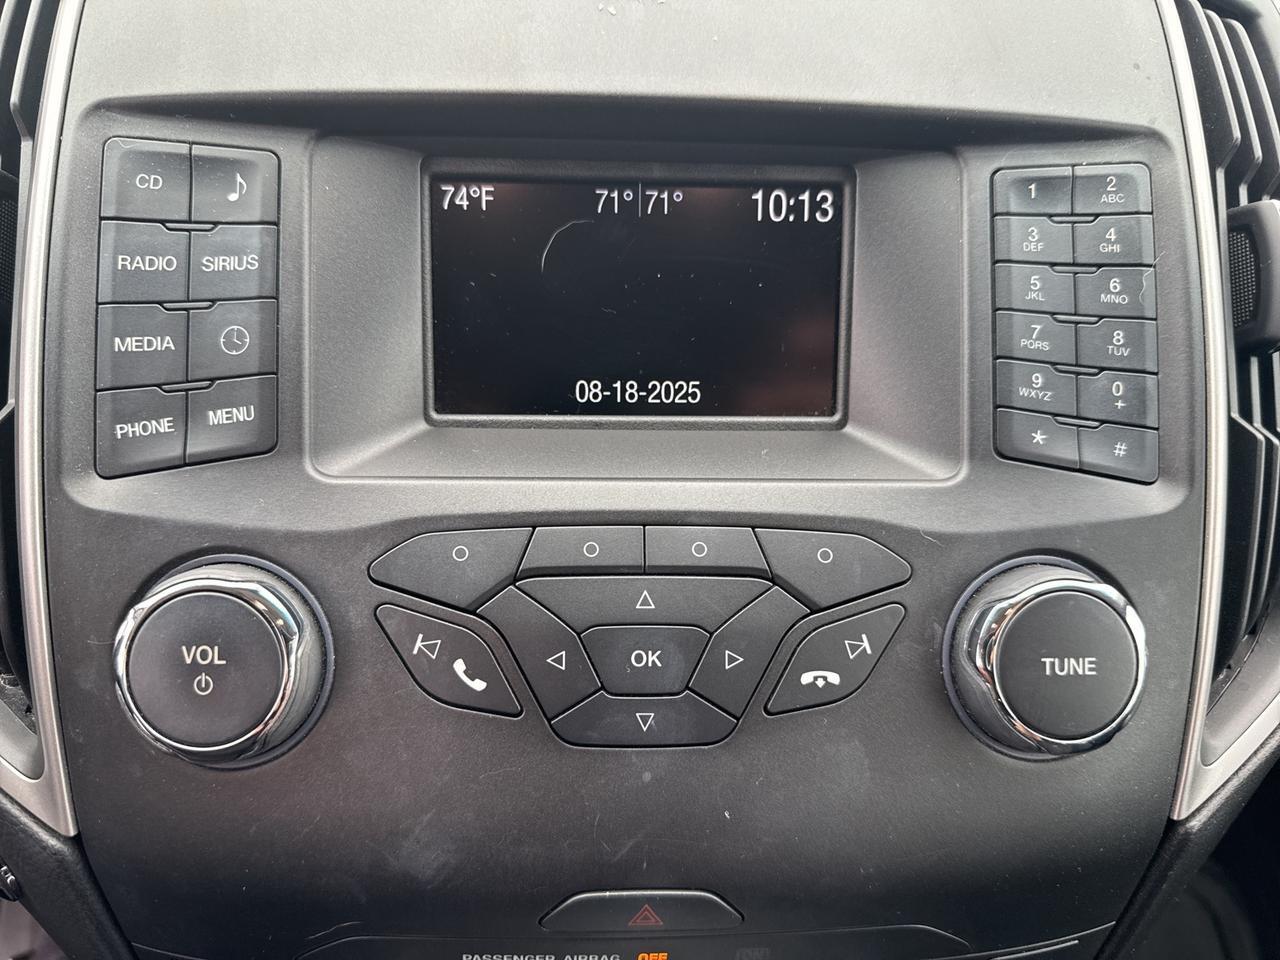 74°F 71° 71° 10:13
08-18-2025
CD
RADIO SIRIUS
MEDIA
PHONE MENU
1 2 ABC
3 DEF 4 GHI
5 JKL 6 MNO
7 PQRS 8 TUV
9 WXYZ 0 +
* #
VOL
OK
TUNE
PASSENGER AIRBAG OFF